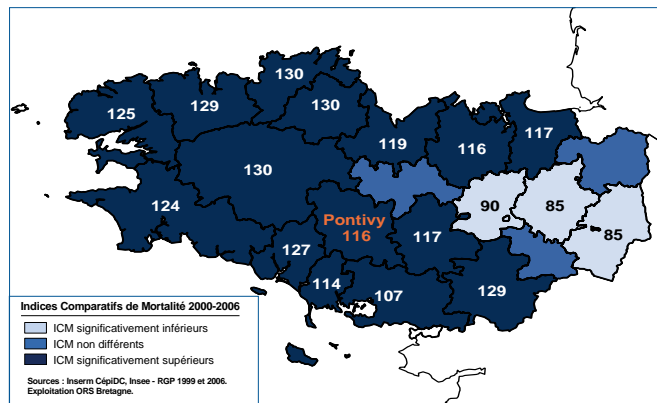 130
130
129
125
119
116
117
130
90
85
85
124
Pontivy
116
117
127
114
107
129
Indices Comparatifs de Mortalité 2000-2006
ICM significativement inférieurs
ICM non différents
ICM significativement supérieurs
Sources : Inserm CépiDC, Insee - RGP 1999 et 2006.
Exploitation ORS Bretagne.